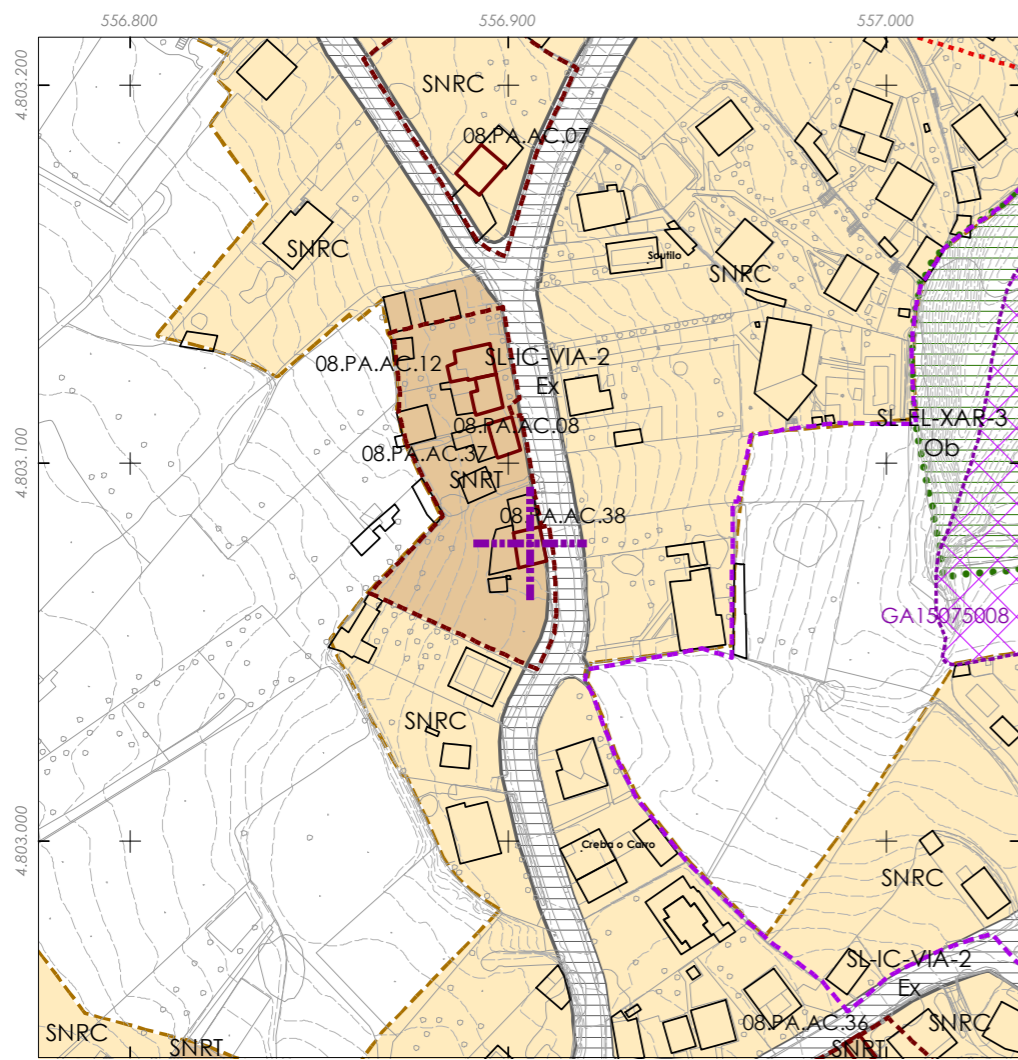 556.800
556.900
557.000
4.803.200
SNRC
08.PA.AC.07
SNRC
Soutilo
SNRC
08.PA.AC.12
SL-IC-VIA-2
Ex
08.PA.AC.08
SL-EL-XAR-3
Ob
4.803.100
08.PA.AC.37
SNRT
08.PA.AC.38
GA15075008
SNRC
4.803.000
Creba o Carro
SNRC
SL-IC-VIA-2
Ex
08.PA.AC.36
SNRC
SNRC
SNRT
SNRT